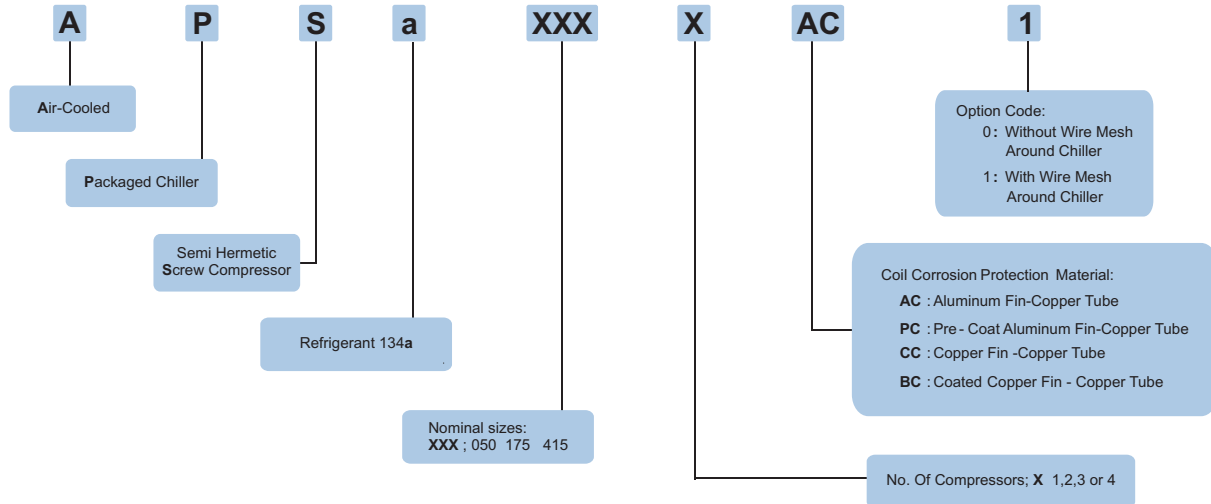 A P S a XXX X AC 1
Air-Cooled
Packaged Chiller
Semi Hermetic
Screw Compressor
Refrigerant 134a
Nominal sizes:
XXX ; 050 175 415
Option Code:
0: Without Wire Mesh
Around Chiller
1: With Wire Mesh
Around Chiller
Coil Corrosion Protection Material:
AC : Aluminum Fin-Copper Tube
PC : Pre - Coat Aluminum Fin-Copper Tube
CC : Copper Fin -Copper Tube
BC : Coated Copper Fin - Copper Tube
No. Of Compressors; X 1,2,3 or 4